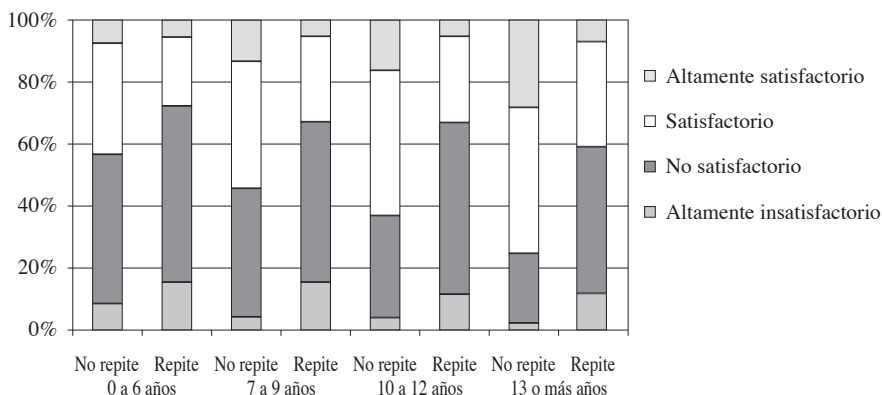 100%
80%
60%
40%
20%
0%
Altamente satisfactorio
Satisfactorio
No satisfactorio
Altamente insatisfactorio
No repite Repite No repite Repite No repite Repite No repite Repite
0 a 6 años 7 a 9 años 10 a 12 años 13 o más años